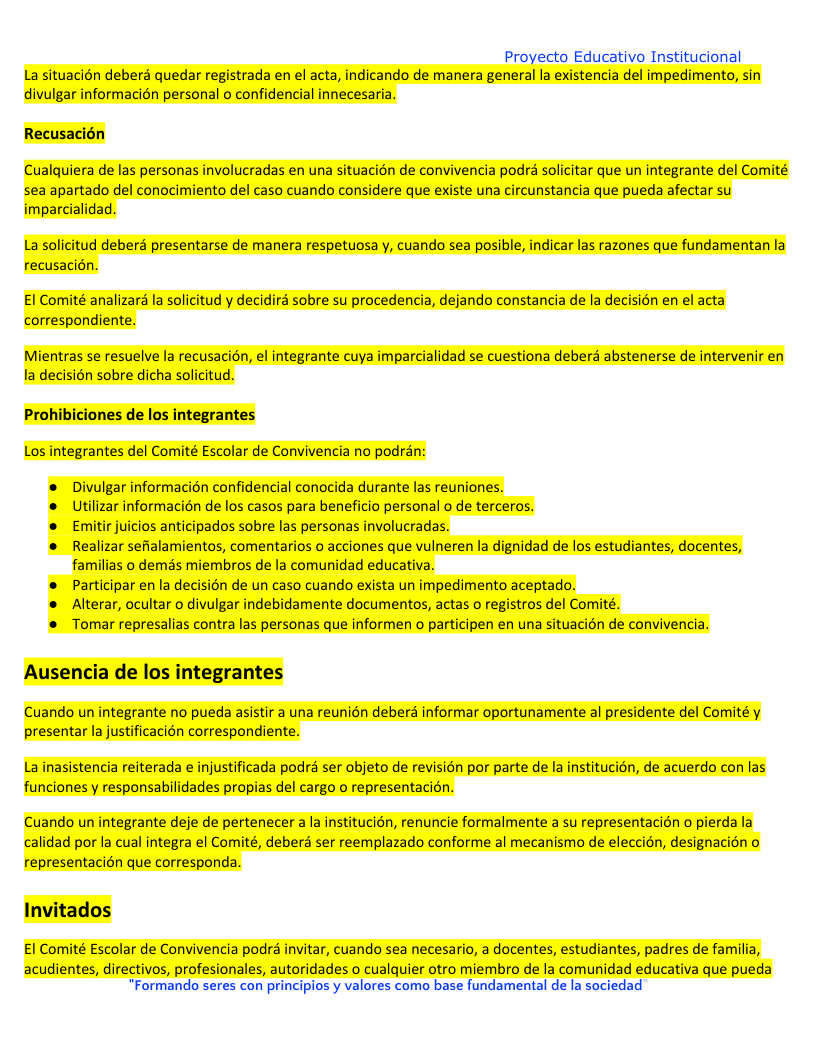 Proyecto Educativo Institucional
La situación deberá quedar registrada en el acta, indicando de manera general la existencia del impedimento, sin
divulgar información personal o confidencial innecesaria.
Recusación
Cualquiera de las personas involucradas en una situación de convivencia podrá solicitar que un integrante del Comité
sea apartado del conocimiento del caso cuando considere que existe una circunstancia que pueda afectar su
imparcialidad.
La solicitud deberá presentarse de manera respetuosa y, cuando sea posible, indicar las razones que fundamentan la
recusación.
El Comité analizará la solicitud y decidirá sobre su procedencia, dejando constancia de la decisión en el acta
correspondiente.
Mientras se resuelve la recusación, el integrante cuya imparcialidad se cuestiona deberá abstenerse de intervenir en
la decisión sobre dicha solicitud.
Prohibiciones de los integrantes
Los integrantes del Comité Escolar de Convivencia no podrán:
● Divulgar información confidencial conocida durante las reuniones.
● Utilizar información de los casos para beneficio personal o de terceros.
● Emitir juicios anticipados sobre las personas involucradas.
● Realizar señalamientos, comentarios o acciones que vulneren la dignidad de los estudiantes, docentes,
familias o demás miembros de la comunidad educativa.
● Participar en la decisión de un caso cuando exista un impedimento aceptado.
● Alterar, ocultar o divulgar indebidamente documentos, actas o registros del Comité.
● Tomar represalias contra las personas que informen o participen en una situación de convivencia.
Ausencia de los integrantes
Cuando un integrante no pueda asistir a una reunión deberá informar oportunamente al presidente del Comité y
presentar la justificación correspondiente.
La inasistencia reiterada e injustificada podrá ser objeto de revisión por parte de la institución, de acuerdo con las
funciones y responsabilidades propias del cargo o representación.
Cuando un integrante deje de pertenecer a la institución, renuncie formalmente a su representación o pierda la
calidad por la cual integra el Comité, deberá ser reemplazado conforme al mecanismo de elección, designación o
representación que corresponda.
Invitados
El Comité Escolar de Convivencia podrá invitar, cuando sea necesario, a docentes, estudiantes, padres de familia,
acudientes, directivos, profesionales, autoridades o cualquier otro miembro de la comunidad educativa que pueda
"Formando seres con principios y valores como base fundamental de la sociedad"